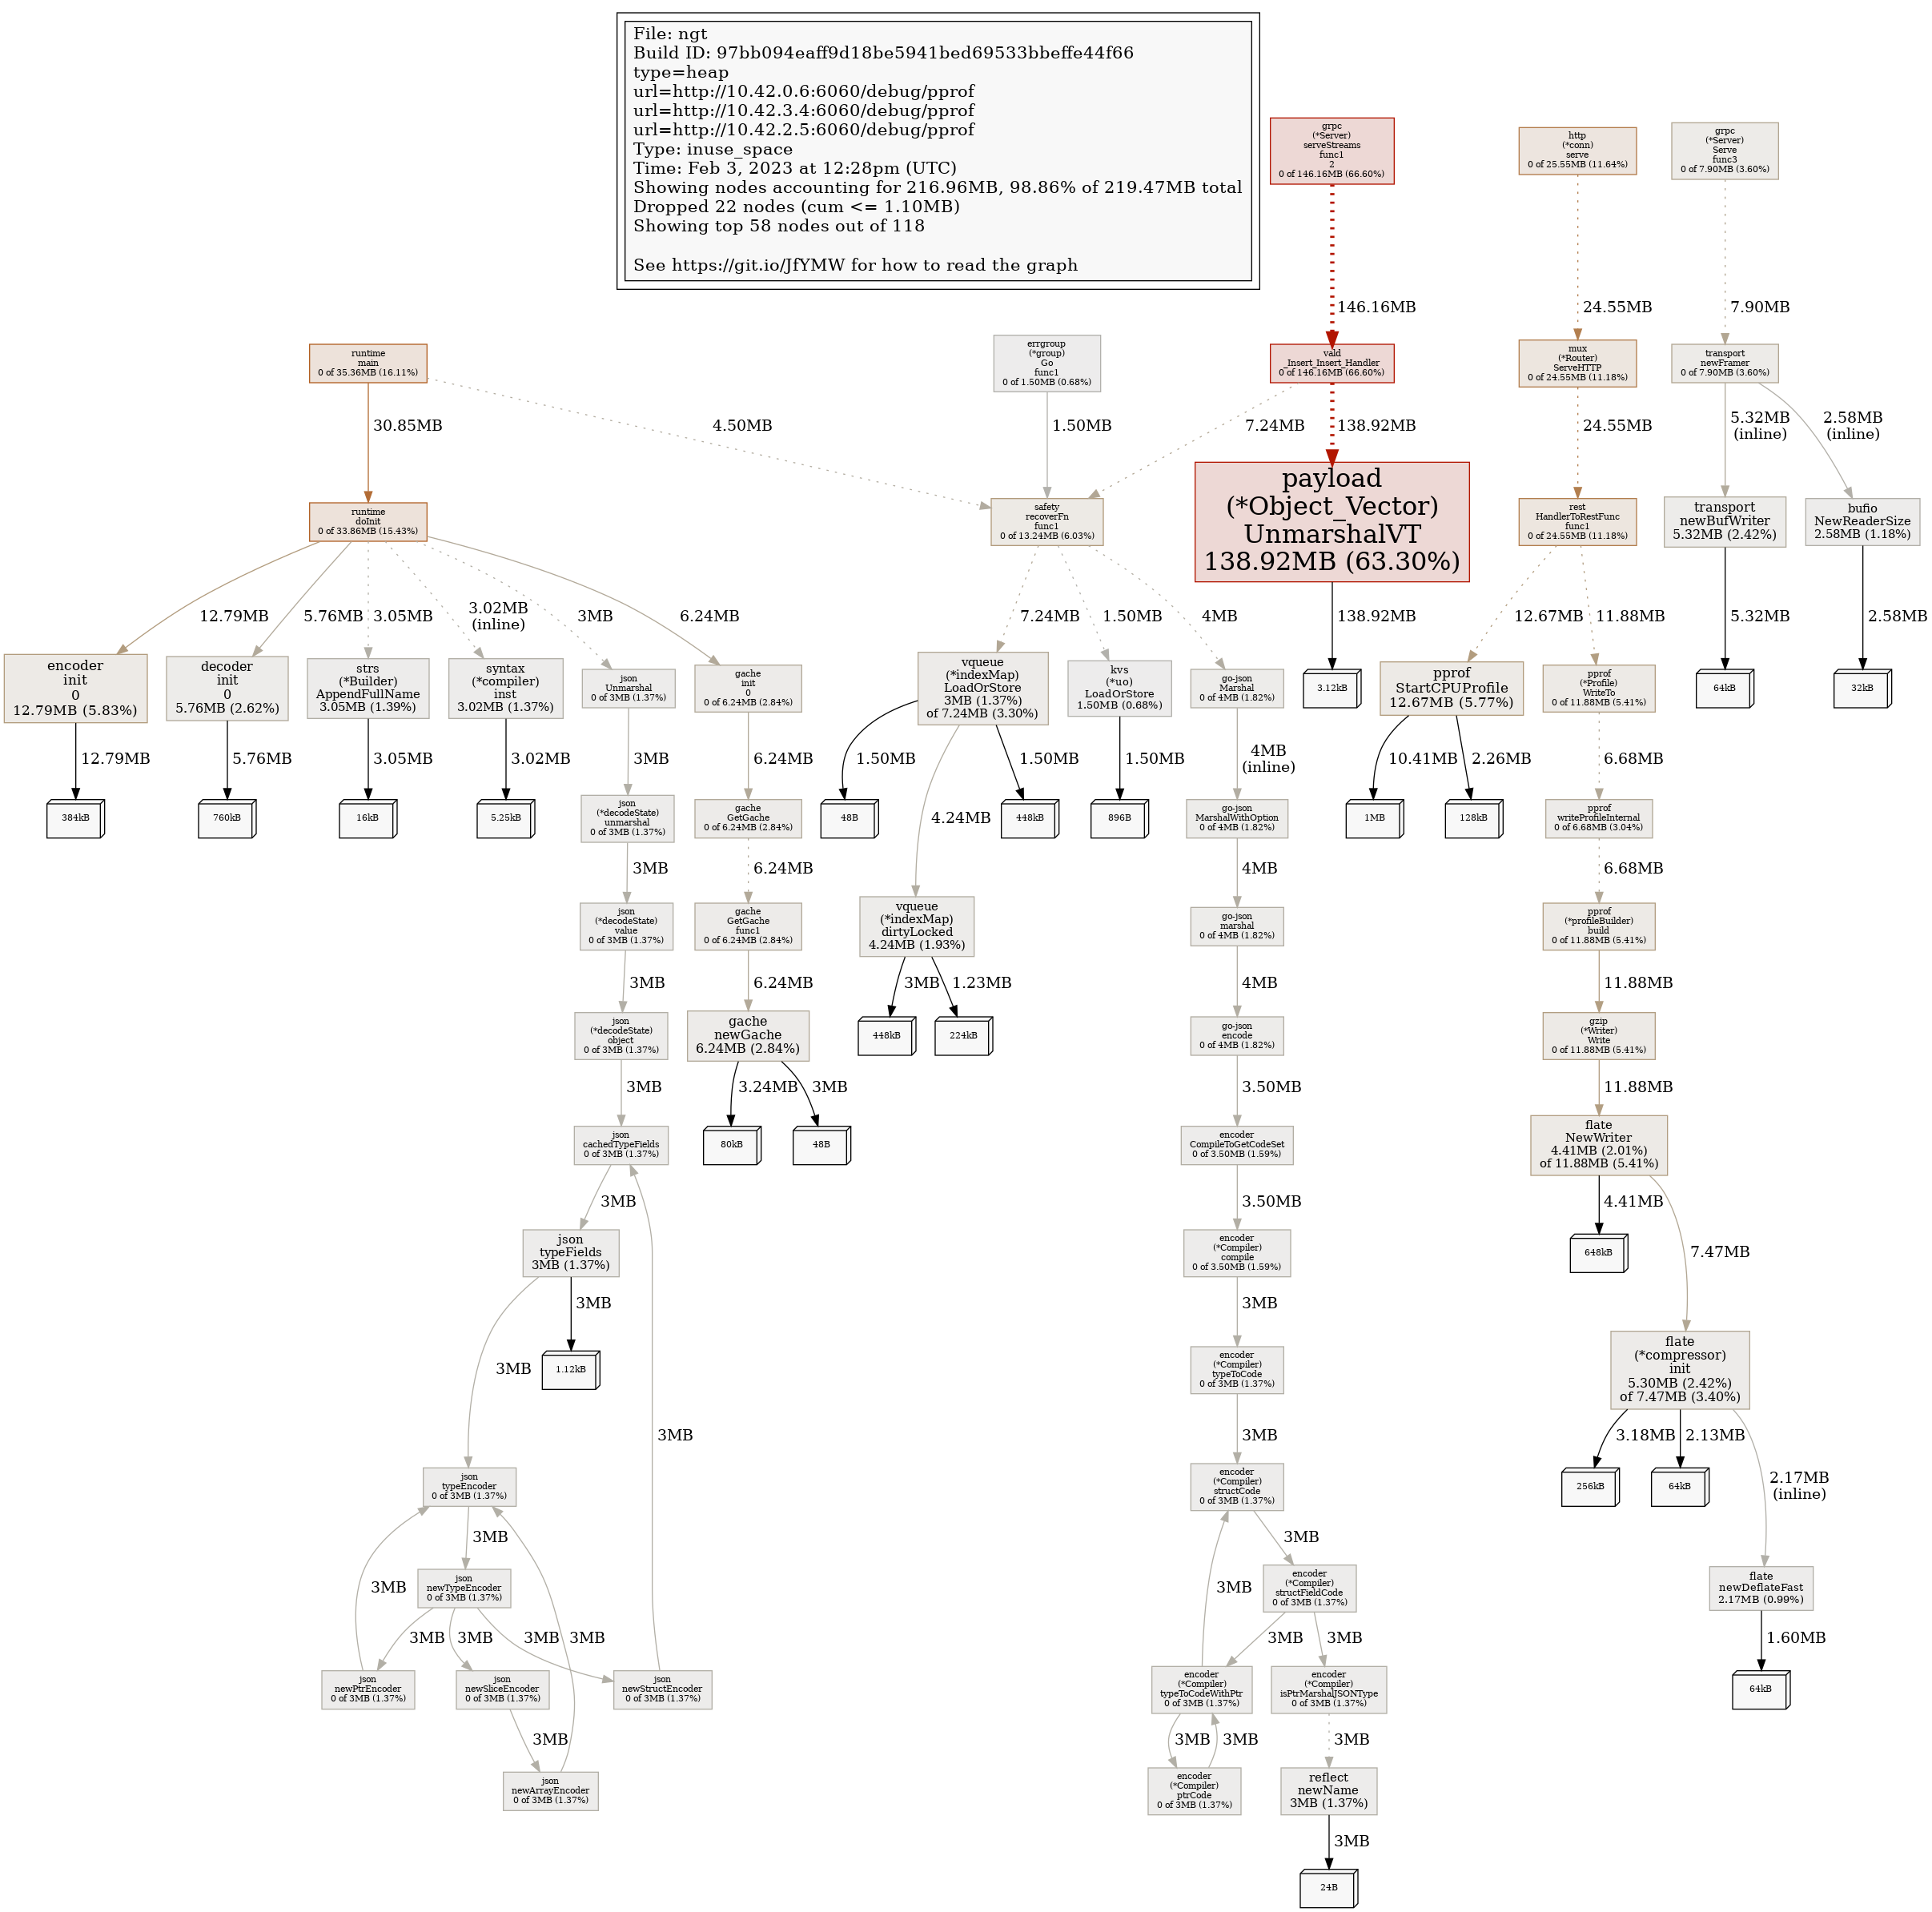 File: ngt
Build ID: 97bb094eaff9d18be5941bed69533bbeffe44f66
type=heap
url=http://10.42.0.6:6060/debug/pprof
url=http://10.42.3.4:6060/debug/pprof
url=http://10.42.2.5:6060/debug/pprof
Type: inuse_space
Time: Feb 3, 2023 at 12:28pm (UTC)
Showing nodes accounting for 216.96MB, 98.86% of 219.47MB total
Dropped 22 nodes (cum <= 1.10MB)
Showing top 58 nodes out of 118
See https://git.io/JfYMW for how to read the graph
grpc
(*Server)
serveStreams
func1
2
0 of 146.16MB (66.60%)
http
(*conn)
serve
0 of 25.55MB (11.64%)
grpc
(*Server)
Serve
func3
0 of 7.90MB (3.60%)
146.16MB
24.55MB
7.90MB
runtime
main
0 of 35.36MB (16.11%)
errgroup
(*group)
Go
func1
0 of 1.50MB (0.68%)
vald
_Insert_Insert_Handler
0 of 146.16MB (66.60%)
mux
(*Router)
ServeHTTP
0 of 24.55MB (11.18%)
transport
newFramer
0 of 7.90MB (3.60%)
30.85MB
4.50MB
1.50MB
7.24MB
138.92MB
24.55MB
5.32MB
(inline)
2.58MB
(inline)
runtime
doInit
0 of 33.86MB (15.43%)
safety
recoverFn
func1
0 of 13.24MB (6.03%)
payload
(*Object_Vector)
UnmarshalVT
138.92MB (63.30%)
rest
HandlerToRestFunc
func1
0 of 24.55MB (11.18%)
transport
newBufWriter
5.32MB (2.42%)
bufio
NewReaderSize
2.58MB (1.18%)
12.79MB
5.76MB
3.05MB
3.02MB
(inline)
3MB
6.24MB
7.24MB
1.50MB
4MB
138.92MB
12.67MB
11.88MB
5.32MB
2.58MB
encoder
init
0
12.79MB (5.83%)
decoder
init
0
5.76MB (2.62%)
strs
(*Builder)
AppendFullName
3.05MB (1.39%)
syntax
(*compiler)
inst
3.02MB (1.37%)
json
Unmarshal
0 of 3MB (1.37%)
gache
init
0
0 of 6.24MB (2.84%)
vqueue
(*indexMap)
LoadOrStore
3MB (1.37%)
of 7.24MB (3.30%)
kvs
(*uo)
LoadOrStore
1.50MB (0.68%)
go-json
Marshal
0 of 4MB (1.82%)
3.12kB
pprof
StartCPUProfile
12.67MB (5.77%)
pprof
(*Profile)
WriteTo
0 of 11.88MB (5.41%)
64kB
32kB
12.79MB
5.76MB
3.05MB
3.02MB
3MB
6.24MB
1.50MB
4.24MB
1.50MB
1.50MB
4MB
(inline)
10.41MB
2.26MB
6.68MB
384kB
760kB
16kB
5.25kB
json
(*decodeState)
unmarshal
0 of 3MB (1.37%)
gache
GetGache
0 of 6.24MB (2.84%)
48B
448kB
896B
go-json
MarshalWithOption
0 of 4MB (1.82%)
1MB
128kB
pprof
writeProfileInternal
0 of 6.68MB (3.04%)
3MB
6.24MB
4MB
6.68MB
json
(*decodeState)
value
0 of 3MB (1.37%)
gache
GetGache
func1
0 of 6.24MB (2.84%)
vqueue
(*indexMap)
dirtyLocked
4.24MB (1.93%)
go-json
marshal
0 of 4MB (1.82%)
pprof
(*profileBuilder)
build
0 of 11.88MB (5.41%)
3MB
6.24MB
3MB
1.23MB
4MB
11.88MB
json
(*decodeState)
object
0 of 3MB (1.37%)
gache
newGache
6.24MB (2.84%)
448kB
224kB
go-json
encode
0 of 4MB (1.82%)
gzip
(*Writer)
Write
0 of 11.88MB (5.41%)
3MB
3.24MB
3MB
3.50MB
11.88MB
json
cachedTypeFields
0 of 3MB (1.37%)
80kB
48B
encoder
CompileToGetCodeSet
0 of 3.50MB (1.59%)
flate
NewWriter
4.41MB (2.01%)
of 11.88MB (5.41%)
3MB
3.50MB
4.41MB
7.47MB
json
typeFields
3MB (1.37%)
encoder
(*Compiler)
compile
0 of 3.50MB (1.59%)
648kB
3MB
3MB
3MB
1.12kB
encoder
(*Compiler)
typeToCode
0 of 3MB (1.37%)
flate
(*compressor)
init
5.30MB (2.42%)
of 7.47MB (3.40%)
3MB
3MB
3.18MB
2.13MB
2.17MB
(inline)
json
typeEncoder
0 of 3MB (1.37%)
encoder
(*Compiler)
structCode
0 of 3MB (1.37%)
256kB
64kB
3MB
3MB
json
newTypeEncoder
0 of 3MB (1.37%)
encoder
(*Compiler)
structFieldCode
0 of 3MB (1.37%)
flate
newDeflateFast
2.17MB (0.99%)
3MB
3MB
3MB
3MB
3MB
3MB
3MB
3MB
1.60MB
json
newPtrEncoder
0 of 3MB (1.37%)
json
newSliceEncoder
0 of 3MB (1.37%)
json
newStructEncoder
0 of 3MB (1.37%)
encoder
(*Compiler)
typeToCodeWithPtr
0 of 3MB (1.37%)
encoder
(*Compiler)
isPtrMarshalJSONType
0 of 3MB (1.37%)
64kB
3MB
3MB
3MB
3MB
json
newArrayEncoder
0 of 3MB (1.37%)
encoder
(*Compiler)
ptrCode
0 of 3MB (1.37%)
reflect
newName
3MB (1.37%)
3MB
24B